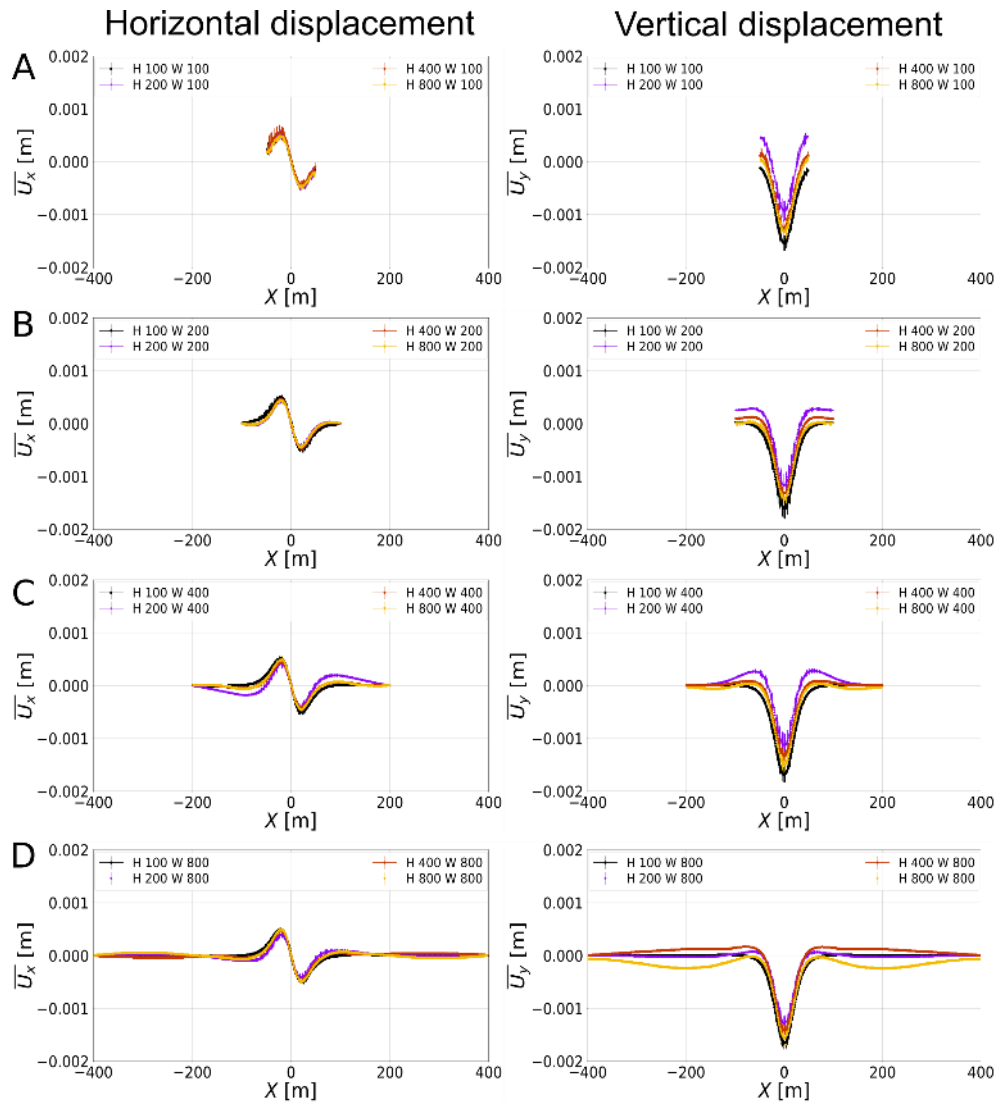 Horizontal displacement
Vertical displacement
A
0.002
0.001
0.000
−0.001
−0.002
U_x [m]
H 100 W 100
H 200 W 100
H 400 W 100
H 800 W 100
−400
−200
0
200
400
X [m]
0.002
0.001
0.000
−0.001
−0.002
U_y [m]
H 100 W 100
H 200 W 100
H 400 W 100
H 800 W 100
−400
−200
0
200
400
X [m]
B
0.002
0.001
0.000
−0.001
−0.002
U_x [m]
H 100 W 200
H 200 W 200
H 400 W 200
H 800 W 200
−400
−200
0
200
400
X [m]
0.002
0.001
0.000
−0.001
−0.002
U_y [m]
H 100 W 200
H 200 W 200
H 400 W 200
H 800 W 200
−400
−200
0
200
400
X [m]
C
0.002
0.001
0.000
−0.001
−0.002
U_x [m]
H 100 W 400
H 200 W 400
H 400 W 400
H 800 W 400
−400
−200
0
200
400
X [m]
0.002
0.001
0.000
−0.001
−0.002
U_y [m]
H 100 W 400
H 200 W 400
H 400 W 400
H 800 W 400
−400
−200
0
200
400
X [m]
D
0.002
0.001
0.000
−0.001
−0.002
U_x [m]
H 100 W 800
H 200 W 800
H 400 W 800
H 800 W 800
−400
−200
0
200
400
X [m]
0.002
0.001
0.000
−0.001
−0.002
U_y [m]
H 100 W 800
H 200 W 800
H 400 W 800
H 800 W 800
−400
−200
0
200
400
X [m]